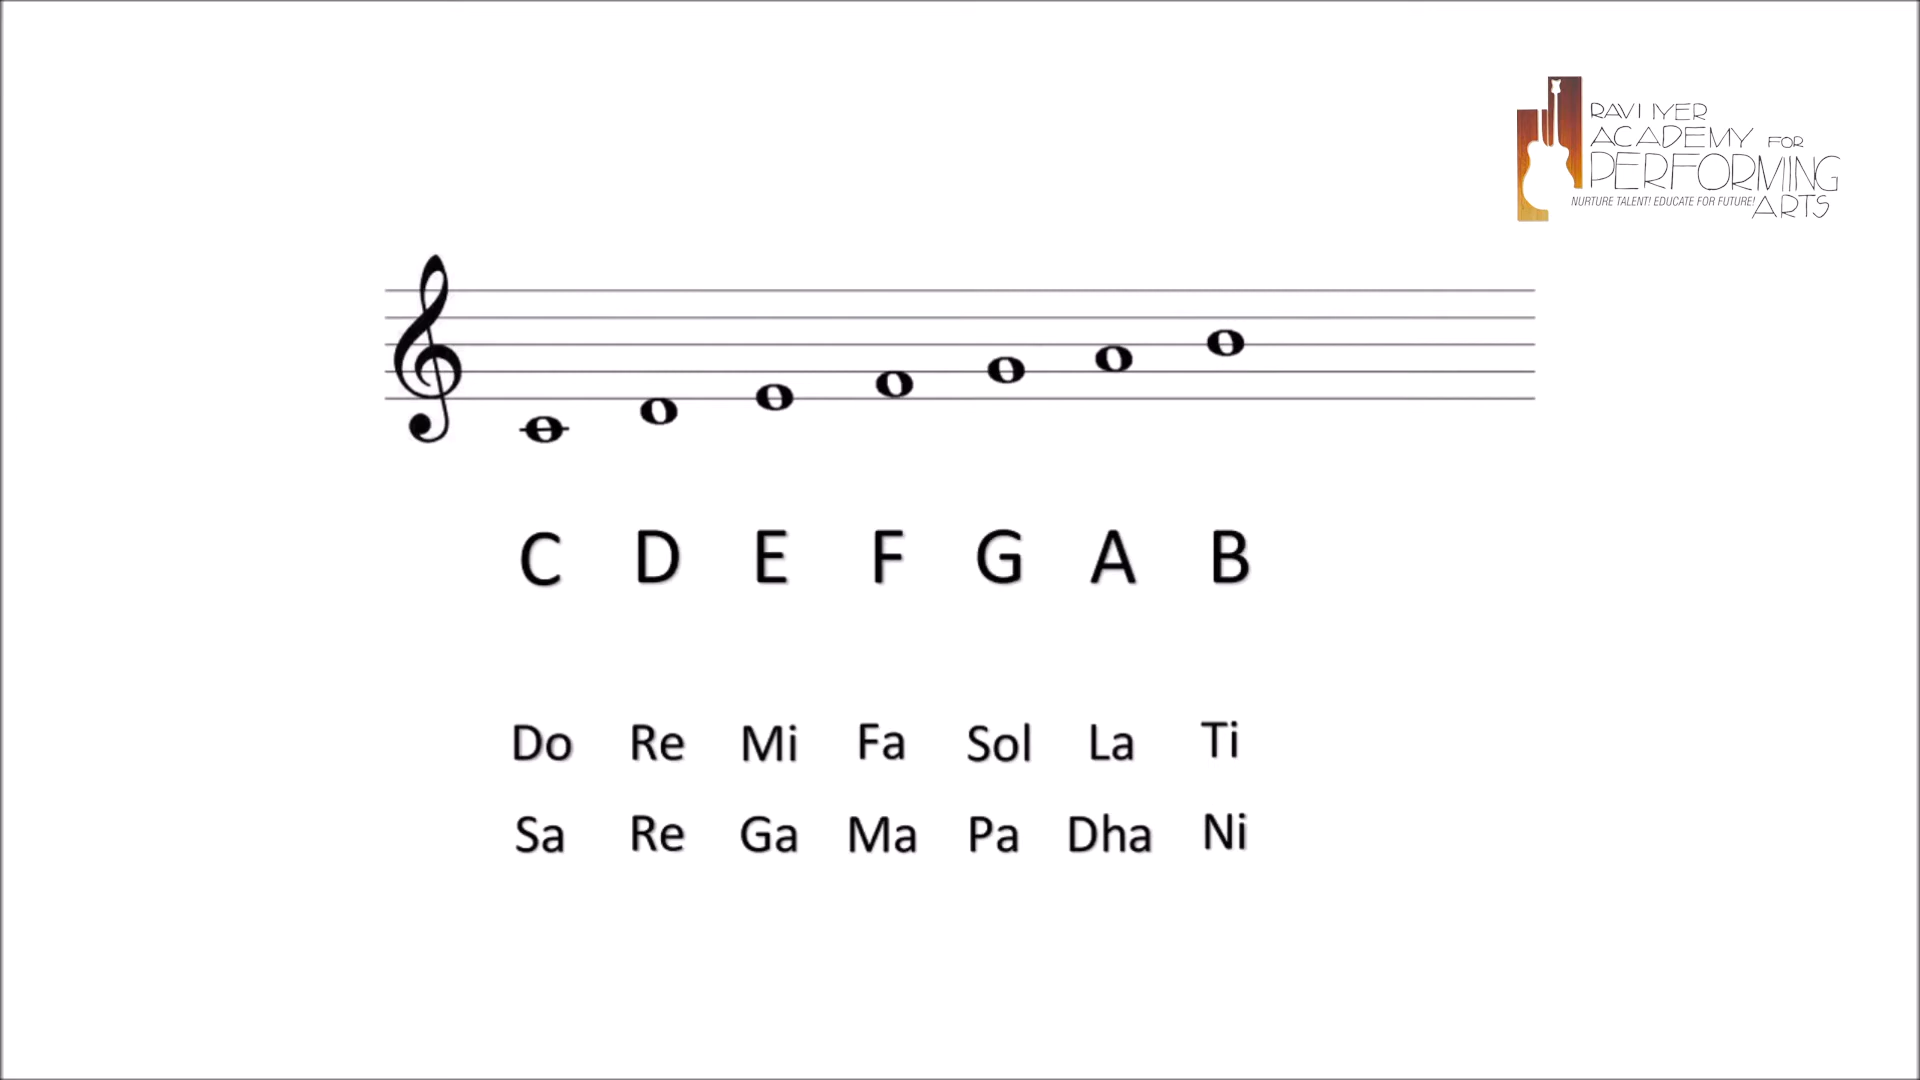 RAVI IYER
ACADEMY FOR
PERFORMING
NURTURE TALENT! EDUCATE FOR FUTURE! ARTS
C D E F G A B
Do Re Mi Fa Sol La Ti
Sa Re Ga Ma Pa Dha Ni